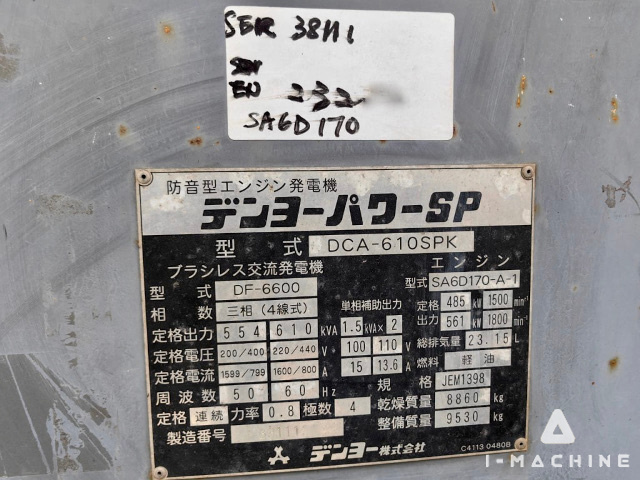 SER 3811
EN 232
SA6D170
防音型エンジン発電機
デンヨーパワーSP
型式 DCA-610SPK
ブラシレス交流発電機 エンジン
型式 DF-6600 型式 SA6D170-A-1
相数 三相(4線式) 単相補助出力 定格 485 kW 1500 min⁻¹
定格出力 554 610 kVA 1.5 kVA × 2 出力 561 kW 1800 min⁻¹
定格電圧 200/400 220/440 V 100 110 V 総排気量 23.15 L
定格電流 1599/799 1600/800 A 15 13.6 A 燃料 軽油
周波数 50 60 Hz 規格 JEM1398
定格 連続 力率 0.8 極数 4 乾燥質量 8860 kg
製造番号 整備質量 9530 kg
デンヨー株式会社 C4113 0480B
I-MACHINE